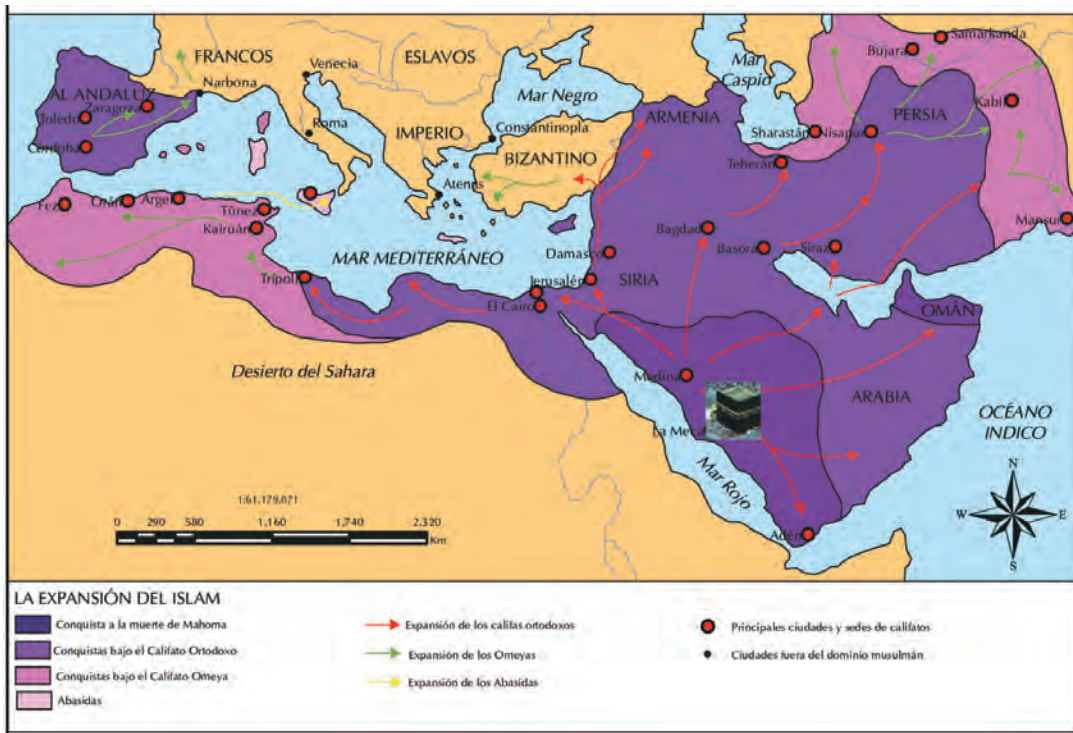 FRANCOS
ESLAVOS
Samarkanda
Bujara
Mar
Caspio
Venecia
Narbona
AL ANDALUZ
Zaragoza
Toledo
Córdoba
Mar Negro
Kabil
ARMENIA
PERSIA
Roma
IMPERIO
Constantinopla
Sharastán
Nisapur
BIZANTINO
Teherán
Atenas
Fez
Orán
Argel
Túnez
Kairuán
Mansur
Bagdad
Basora
Siraz
Damasco
MAR MEDITERRÁNEO
Trípoli
Jerusalén
SIRIA
El Cairo
OMÁN
Desierto del Sahara
Medina
ARABIA
La Meca
OCÉANO
INDICO
Mar Rojo
N
W
E
S
Adén
1:61,179,071
0 290 580 1,160 1,740 2,320
Km
LA EXPANSIÓN DEL ISLAM
Conquista a la muerte de Mahoma
Conquistas bajo el Califato Ortodoxo
Conquistas bajo el Califato Omeya
Abasidas
Expansión de los califas ortodoxos
Expansión de los Omeyas
Expansión de los Abasidas
Principales ciudades y sedes de califatos
Ciudades fuera del dominio musulmán